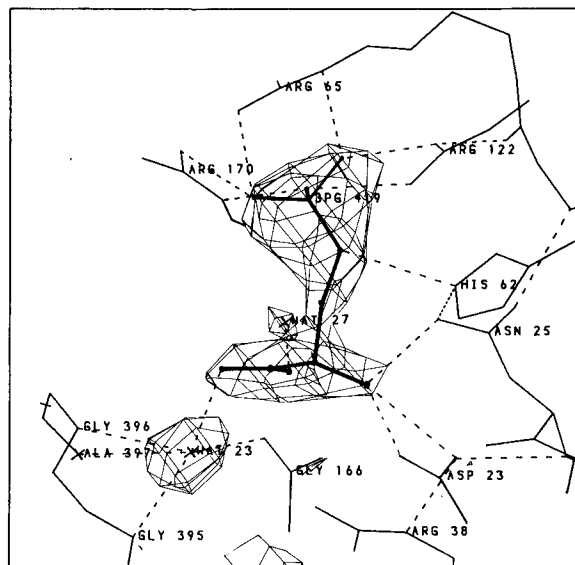 ARG 65
ARG 122
ARG 170
3PG 419
HIS 62
WAT 27
ASN 25
GLY 396
ALA 397
WAT 23
GLY 166
ASP 23
GLY 395
ARG 38